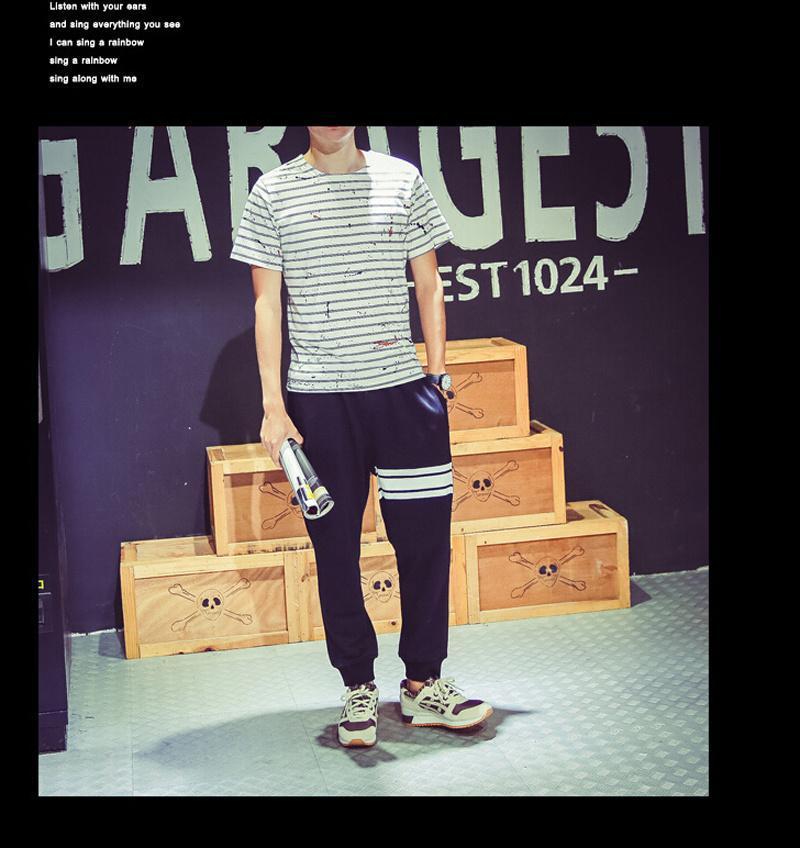 Listen with your ears
and sing everything you see
I can sing a rainbow
sing a rainbow
sing along with me
GARAGEST
EST 1024